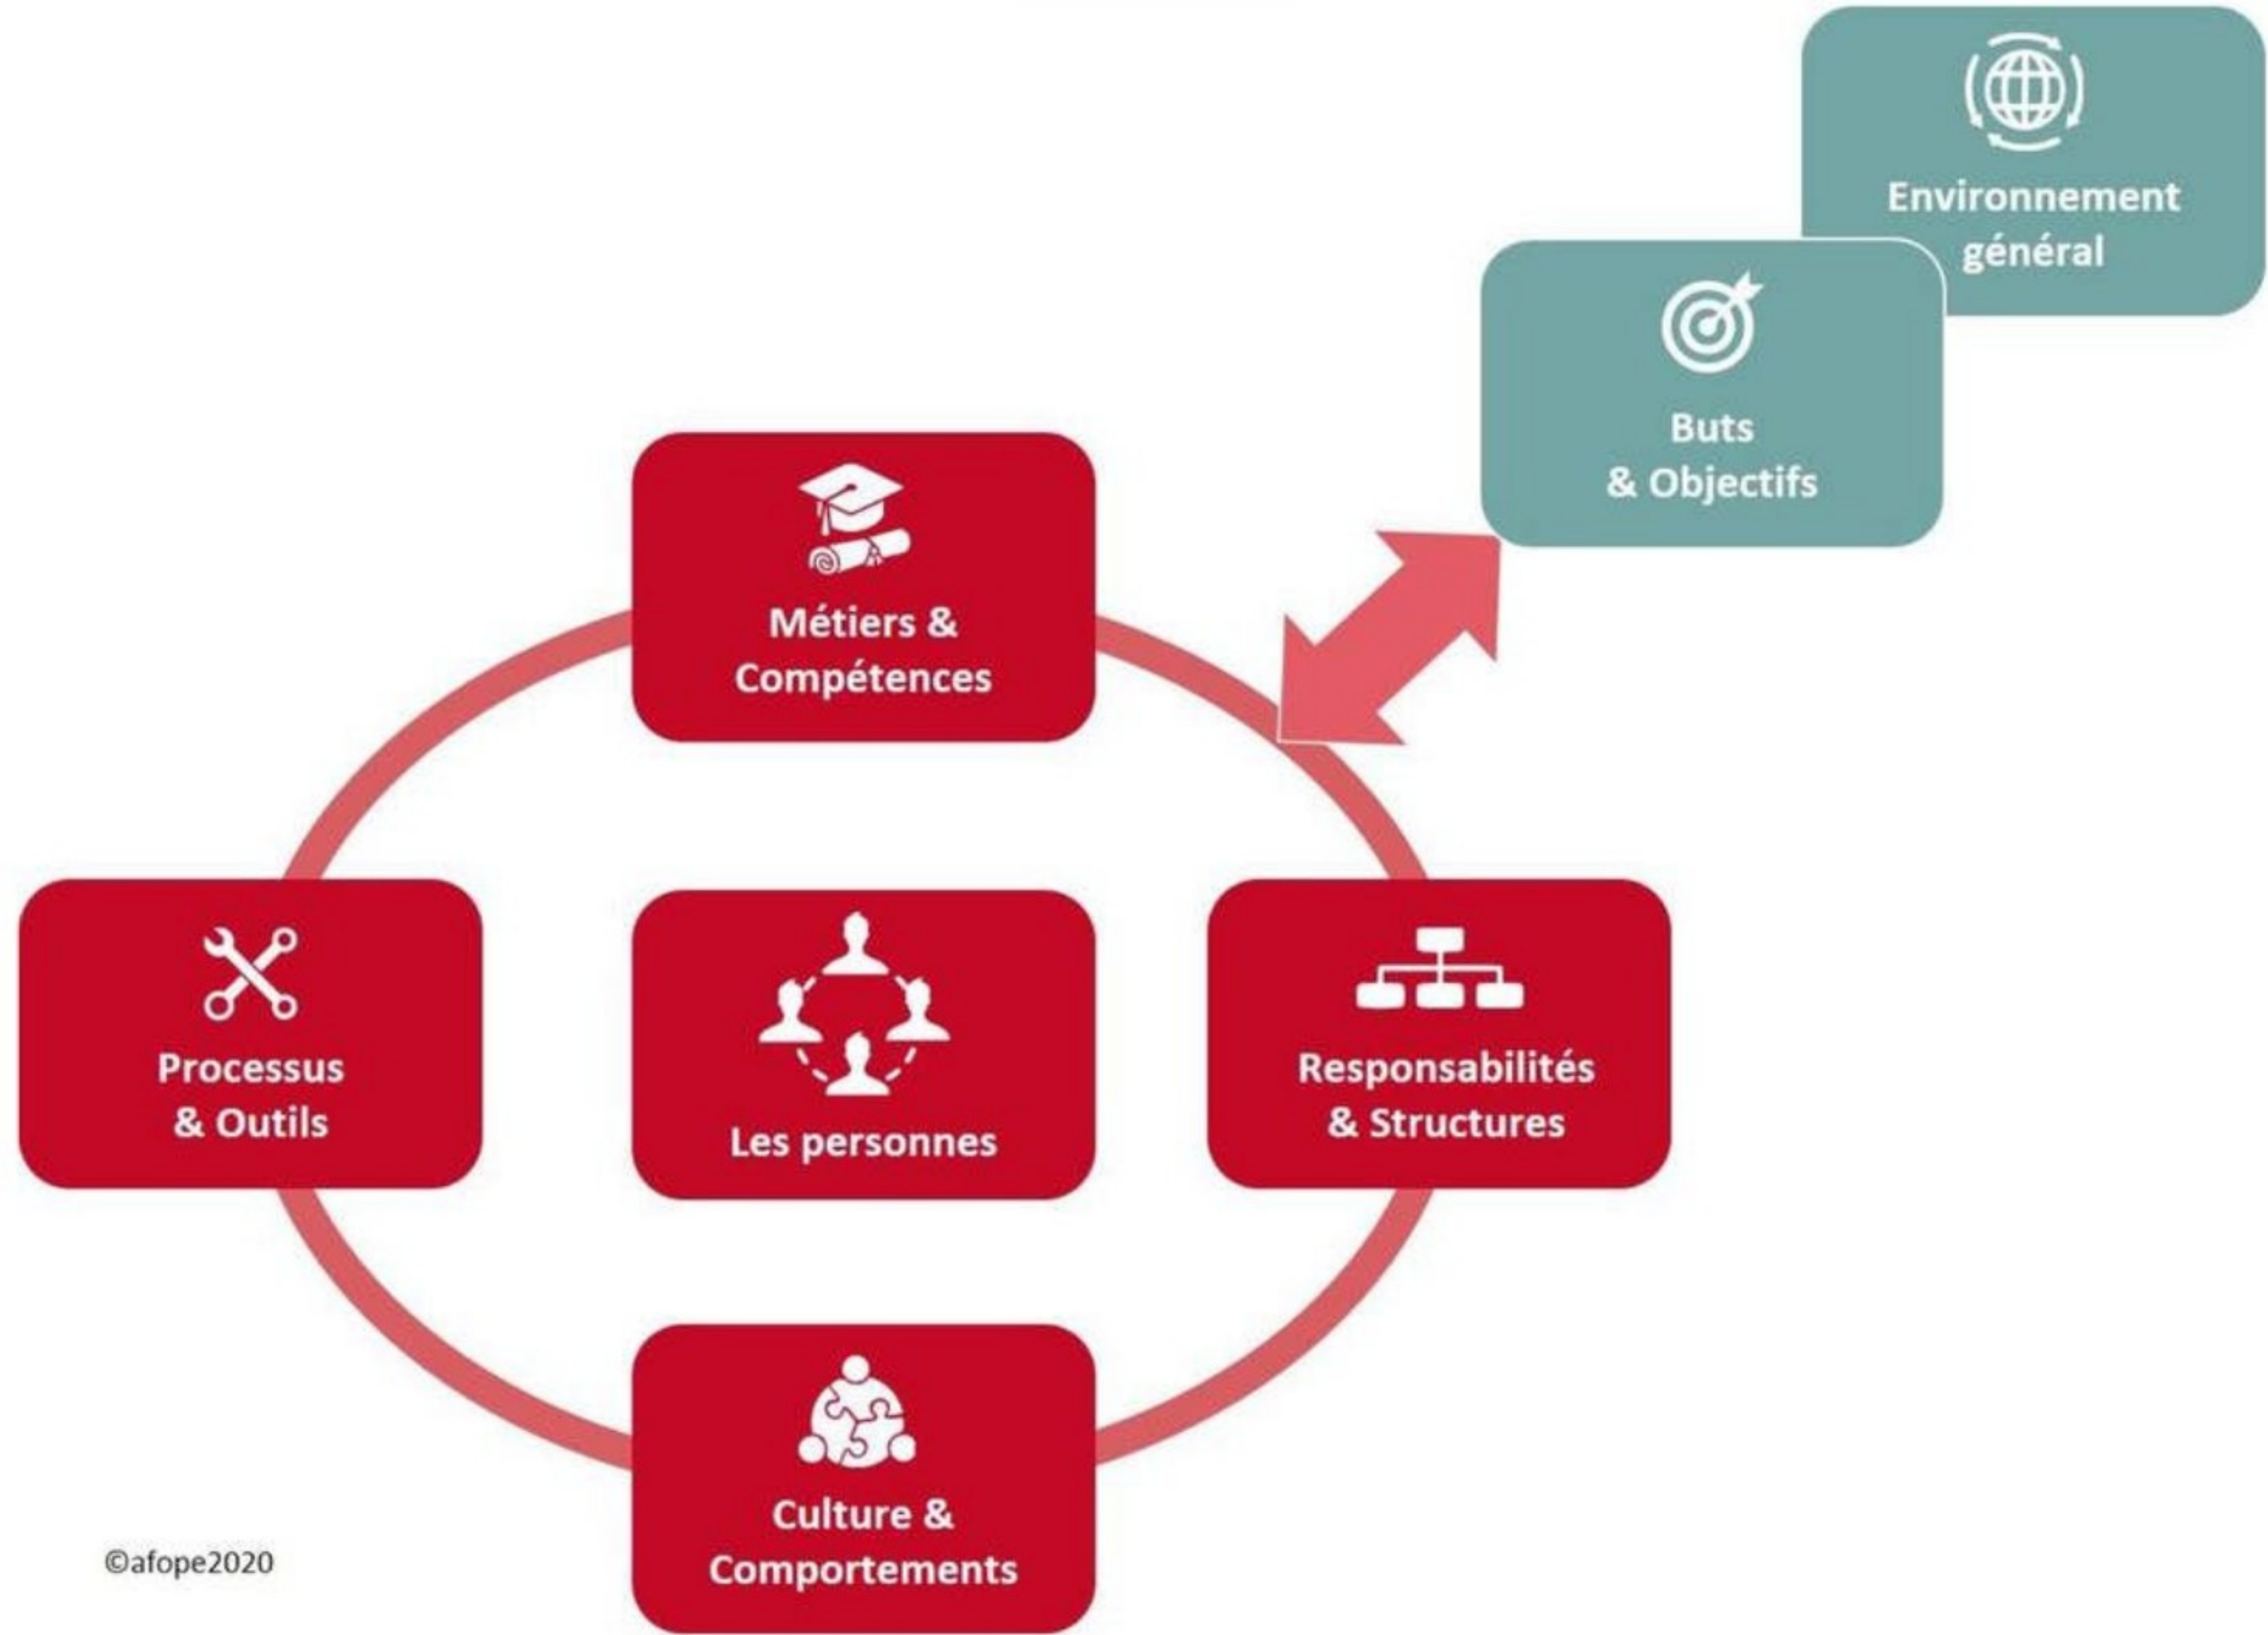 Environnement
général
Buts
& Objectifs
Métiers &
Compétences
Processus
& Outils
Les personnes
Responsabilités
& Structures
Culture &
Comportements
©afope2020